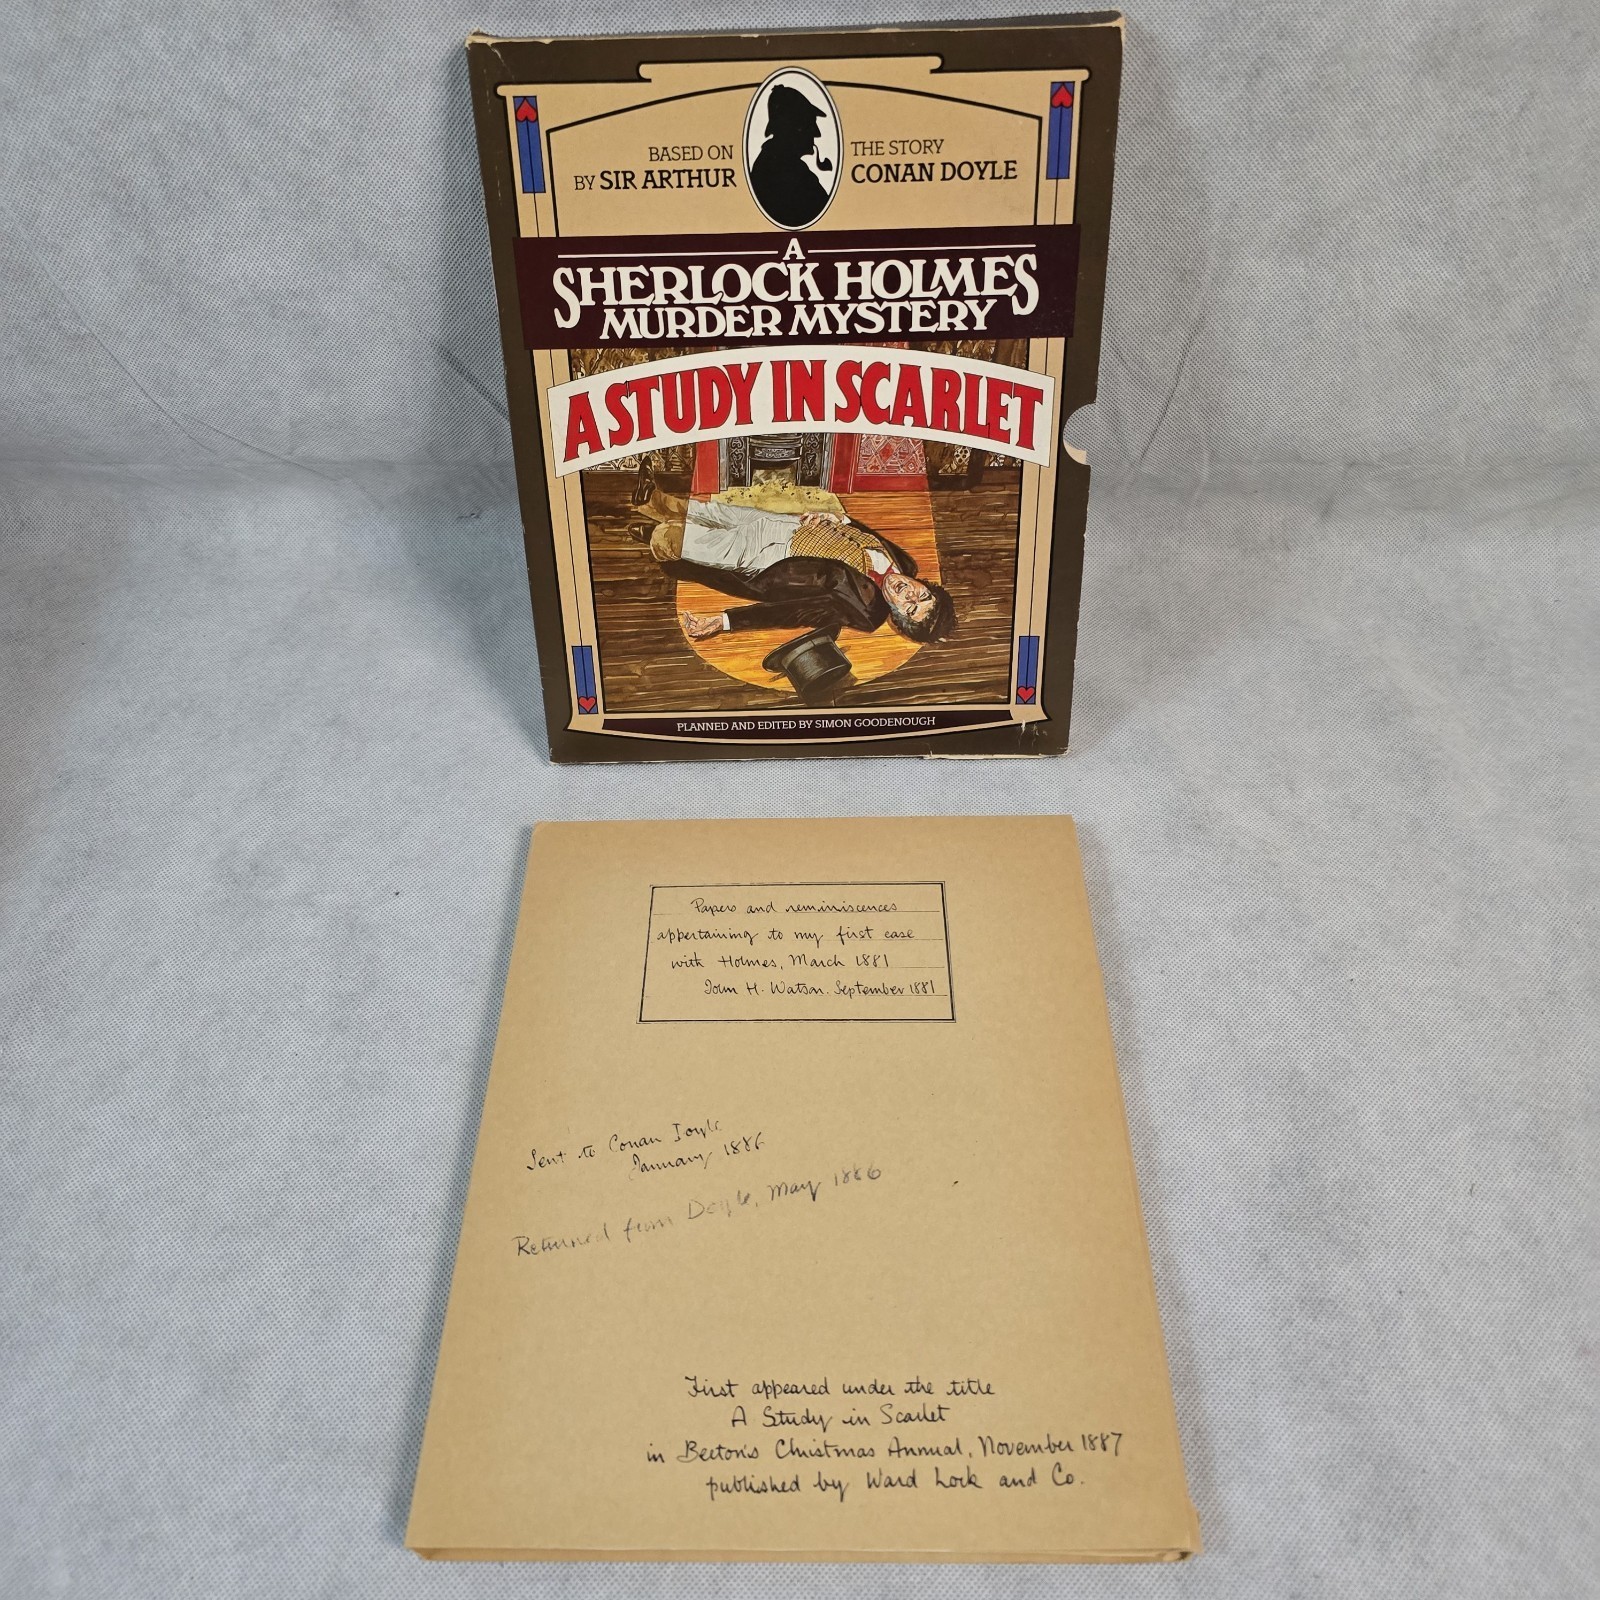 BASED ON THE STORY
BY SIR ARTHUR CONAN DOYLE
A
SHERLOCK HOLMES
MURDER MYSTERY
A STUDY IN SCARLET
PLANNED AND EDITED BY SIMON GOODENOUGH
Papers and reminiscences
appertaining to my first case
with Holmes, March 1881
John H. Watson. September 1881
Sent to Conan Doyle
January 1886
Returned from Doyle, May 1886
First appeared under the title
A Study in Scarlet
in Beeton's Christmas Annual, November 1887
published by Ward Lock and Co.